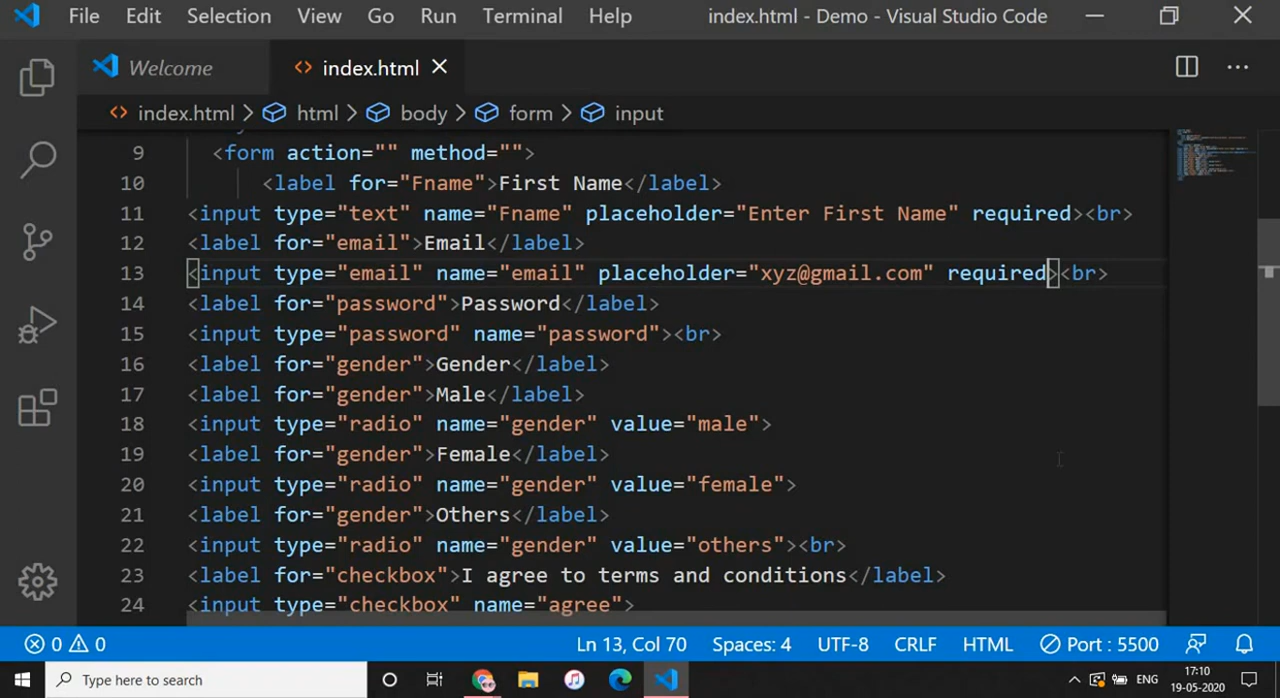 File Edit Selection View Go Run Terminal Help index.html - Demo - Visual Studio Code
Welcome index.html
index.html html body form input
9 <form action="" method="">
10 <label for="Fname">First Name</label>
11 <input type="text" name="Fname" placeholder="Enter First Name" required><br>
12 <label for="email">Email</label>
13 <input type="email" name="email" placeholder="xyz@gmail.com" required><br>
14 <label for="password">Password</label>
15 <input type="password" name="password"><br>
16 <label for="gender">Gender</label>
17 <label for="gender">Male</label>
18 <input type="radio" name="gender" value="male">
19 <label for="gender">Female</label>
20 <input type="radio" name="gender" value="female">
21 <label for="gender">Others</label>
22 <input type="radio" name="gender" value="others"><br>
23 <label for="checkbox">I agree to terms and conditions</label>
24 <input type="checkbox" name="agree">
0 0 Ln 13, Col 70 Spaces: 4 UTF-8 CRLF HTML Port : 5500
Type here to search ENG 17:10
19-05-2020